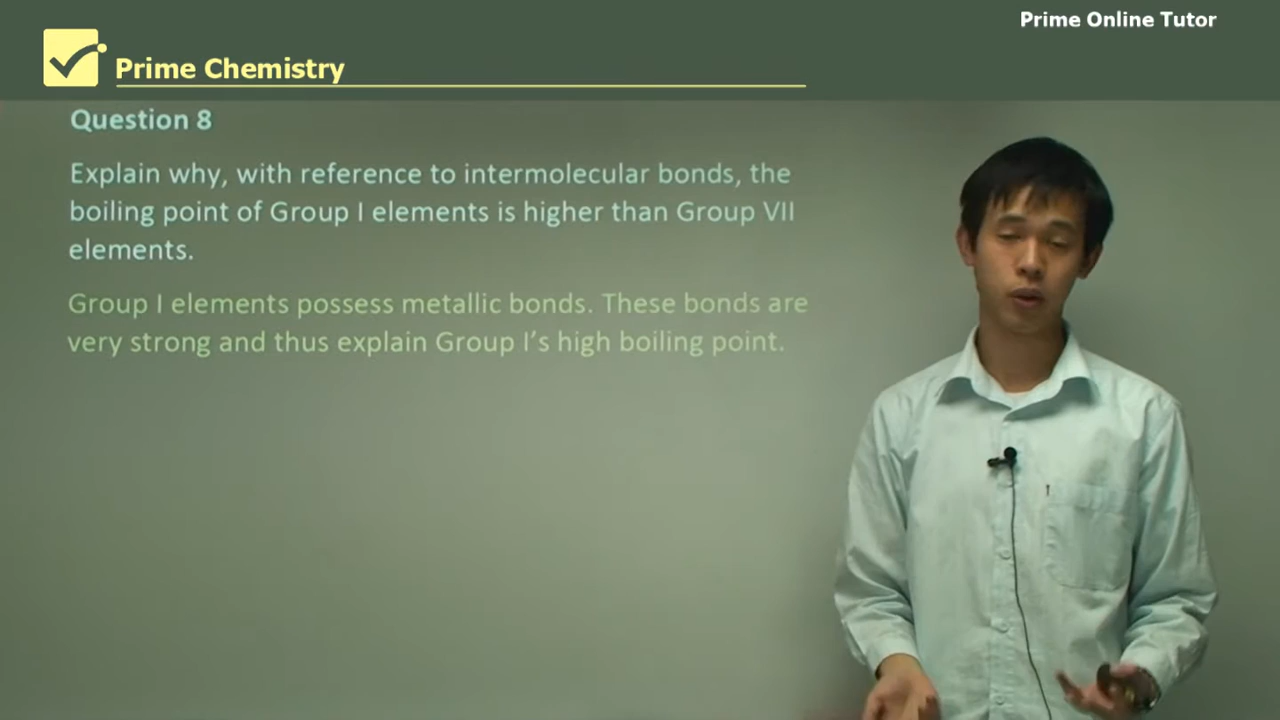 Prime Online Tutor
Prime Chemistry
Question 8
Explain why, with reference to intermolecular bonds, the
boiling point of Group I elements is higher than Group VII
elements.
Group I elements possess metallic bonds. These bonds are
very strong and thus explain Group I's high boiling point.